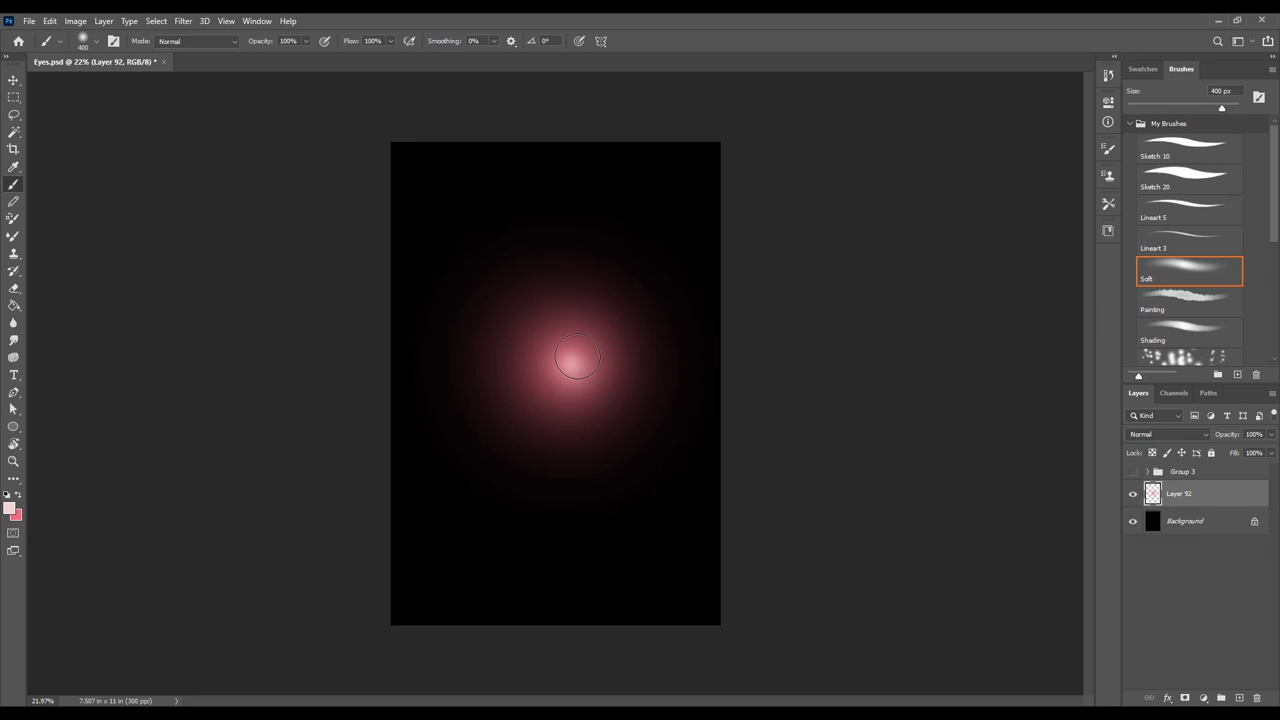 Ps File Edit Image Layer Type Select Filter 3D View Window Help
400 Mode: Normal Opacity: 100% Flow: 100% Smoothing: 0% 0°
Eyes.psd @ 22% (Layer 92, RGB/8) * ×
Swatches Brushes
Size: 400 px
My Brushes
Sketch 10
Sketch 20
Lineart 5
Lineart 3
Soft
Painting
Shading
Layers Channels Paths
Kind
Normal Opacity: 100%
Lock: Fill: 100%
Group 3
Layer 92
Background
21.97% 7.507 in x 11 in (300 ppi)